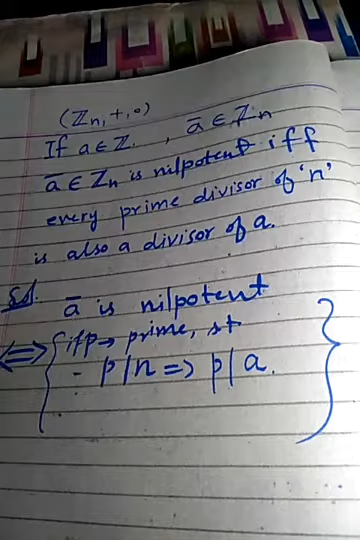 (ℤn, +, ∘)
If a ∈ ℤ. , ā ∈ ℤn
ā ∈ ℤn is nilpotent iff
every prime divisor of 'n'
is also a divisor of a.
Sol. ā is nilpotent
⟺ { if p → prime, st
- p | n ⇒ p | a. }